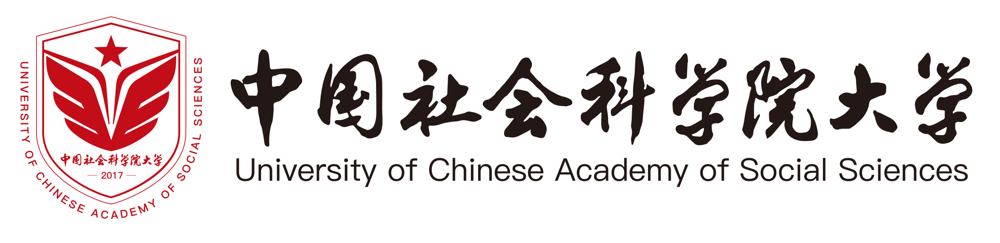 UNIVERSITY OF CHINESE ACADEMY OF SOCIAL SCIENCES
中国社会科学院大学
2017
中国社会科学院大学
University of Chinese Academy of Social Sciences